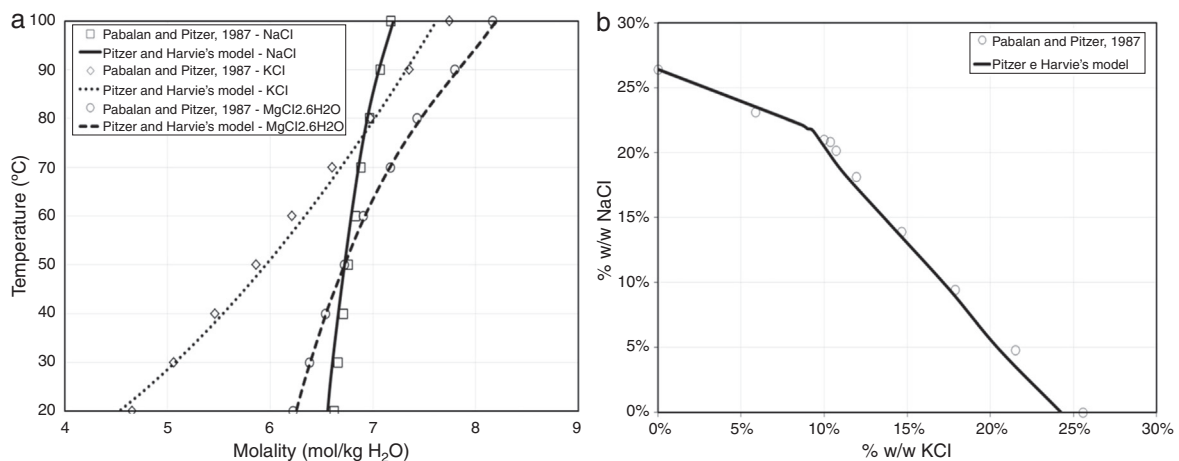 a
Pabalan and Pitzer, 1987 - NaCl
Pitzer and Harvie's model - NaCl
Pabalan and Pitzer, 1987 - KCl
Pitzer and Harvie's model - KCl
Pabalan and Pitzer, 1987 - MgCl2.6H2O
Pitzer and Harvie's model - MgCl2.6H2O
100
90
80
70
60
50
40
30
20
Temperature (ºC)
4 5 6 7 8 9
Molality (mol/kg H2O)
b
Pabalan and Pitzer, 1987
Pitzer e Harvie's model
30%
25%
20%
15%
10%
5%
0%
% w/w NaCl
0% 5% 10% 15% 20% 25% 30%
% w/w KCl